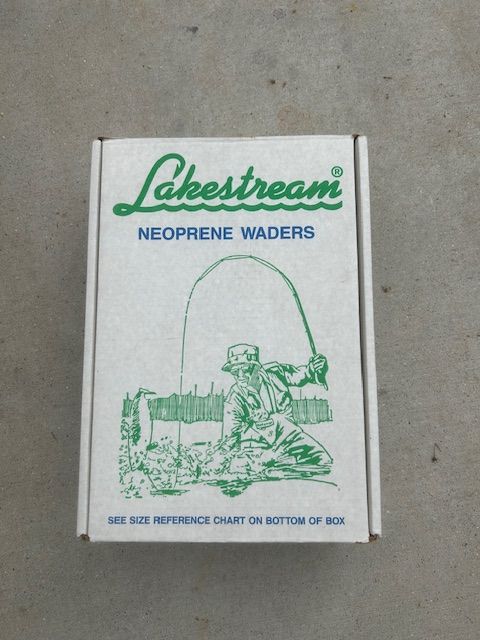 Lakestream®
NEOPRENE WADERS
SEE SIZE REFERENCE CHART ON BOTTOM OF BOX